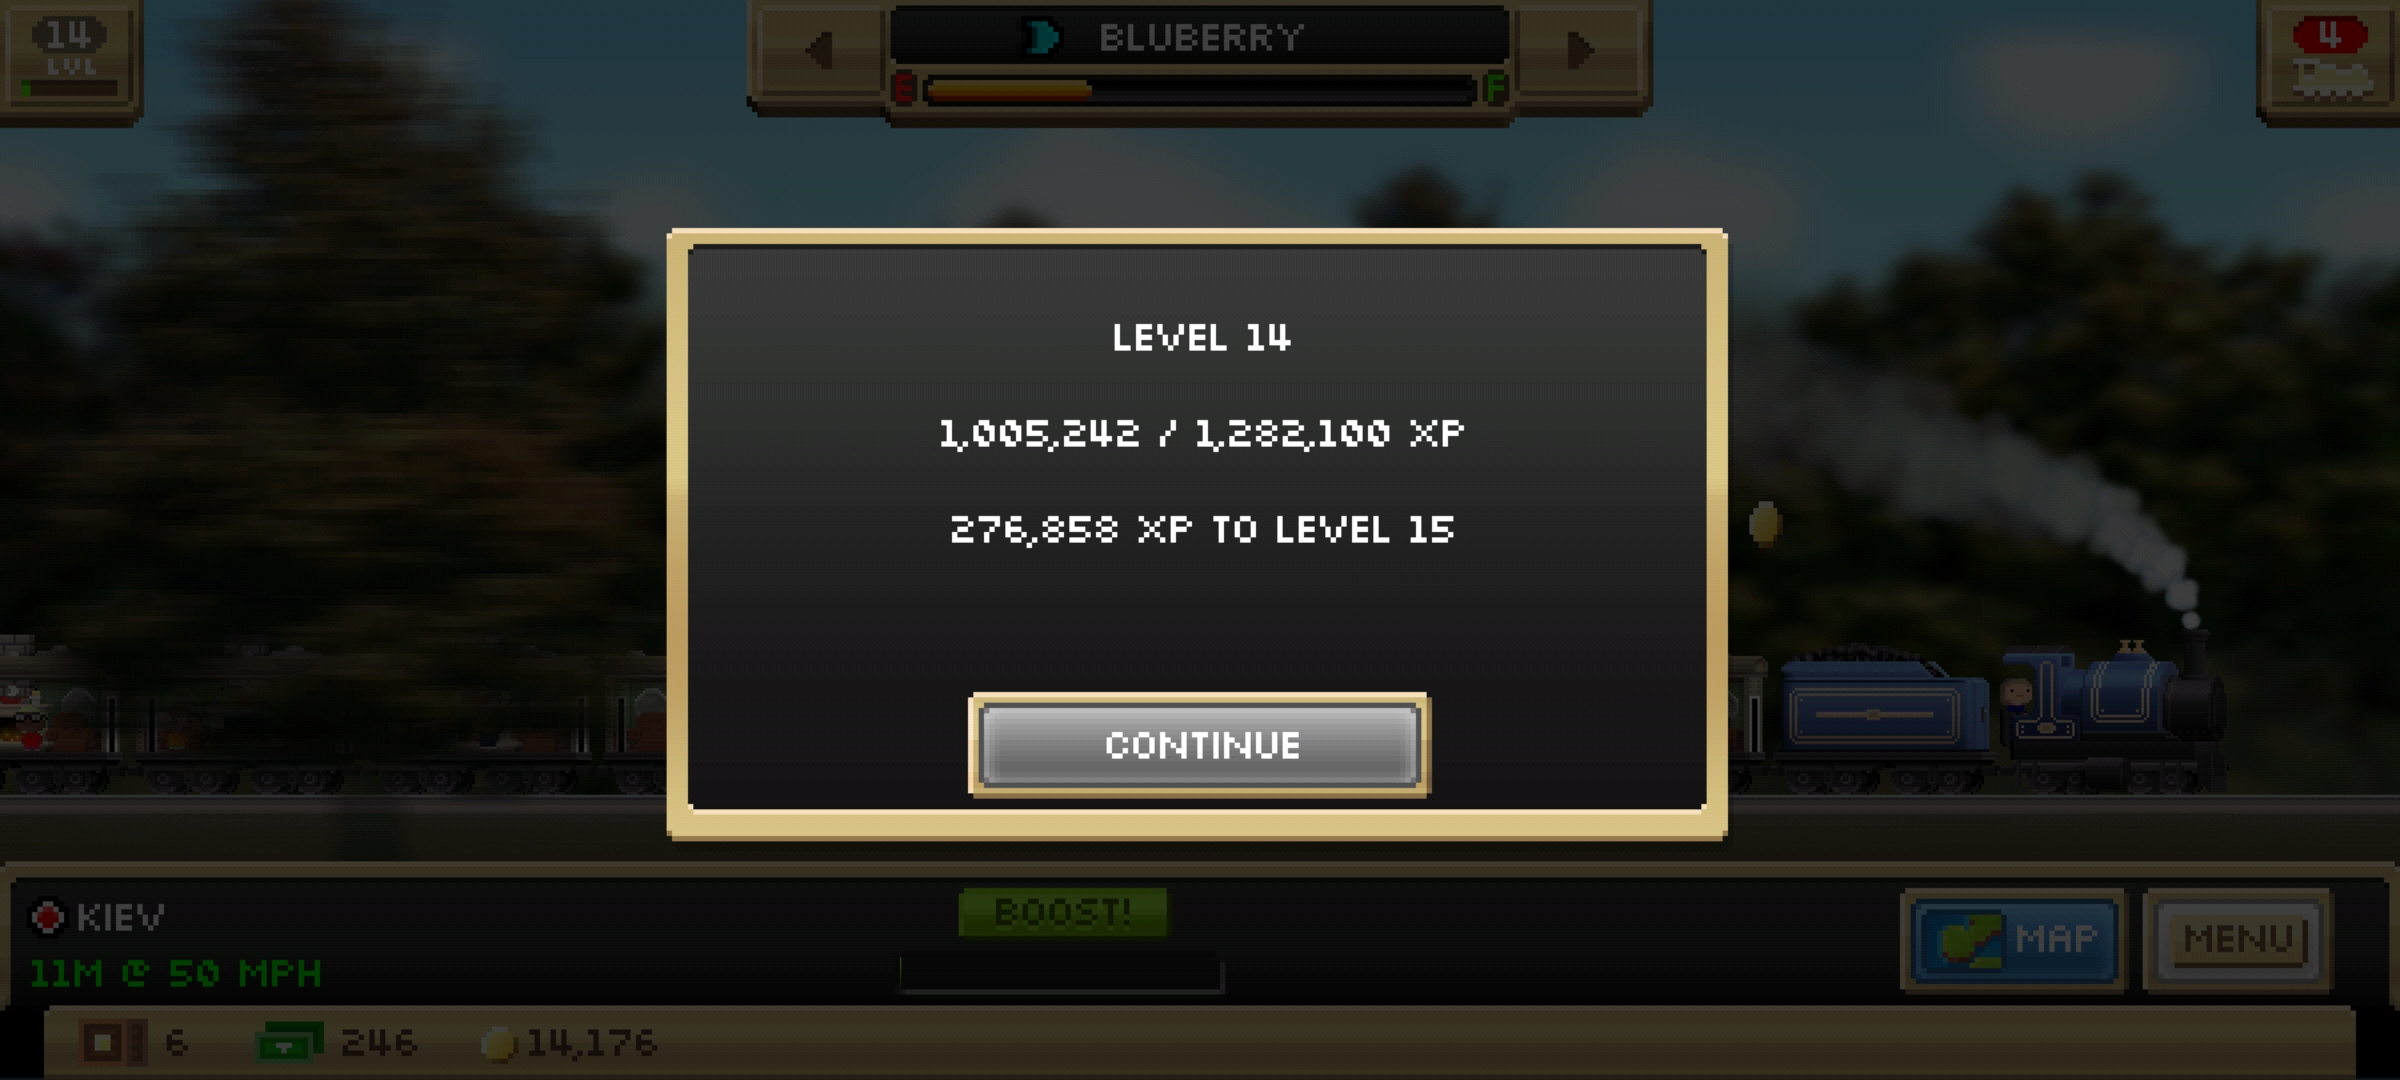 14
LVL
BLUBERRY
E
F
4
LEVEL 14
1,005,242 / 1,282,100 XP
276,858 XP TO LEVEL 15
CONTINUE
KIEV
11M @ 50 MPH
BOOST!
MAP
MENU
6
246
14,176